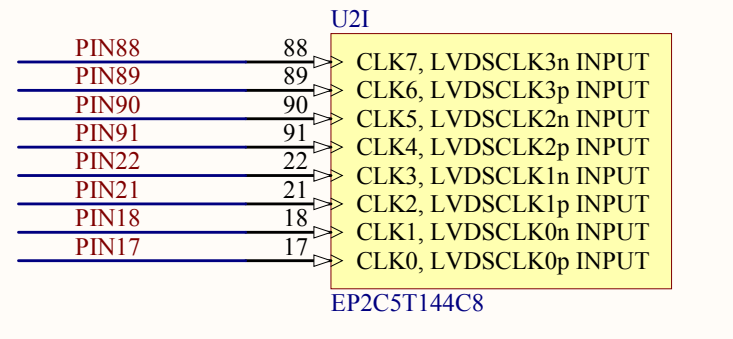 U2I
PIN88 88 CLK7, LVDSCLK3n INPUT
PIN89 89 CLK6, LVDSCLK3p INPUT
PIN90 90 CLK5, LVDSCLK2n INPUT
PIN91 91 CLK4, LVDSCLK2p INPUT
PIN22 22 CLK3, LVDSCLK1n INPUT
PIN21 21 CLK2, LVDSCLK1p INPUT
PIN18 18 CLK1, LVDSCLK0n INPUT
PIN17 17 CLK0, LVDSCLK0p INPUT
EP2C5T144C8